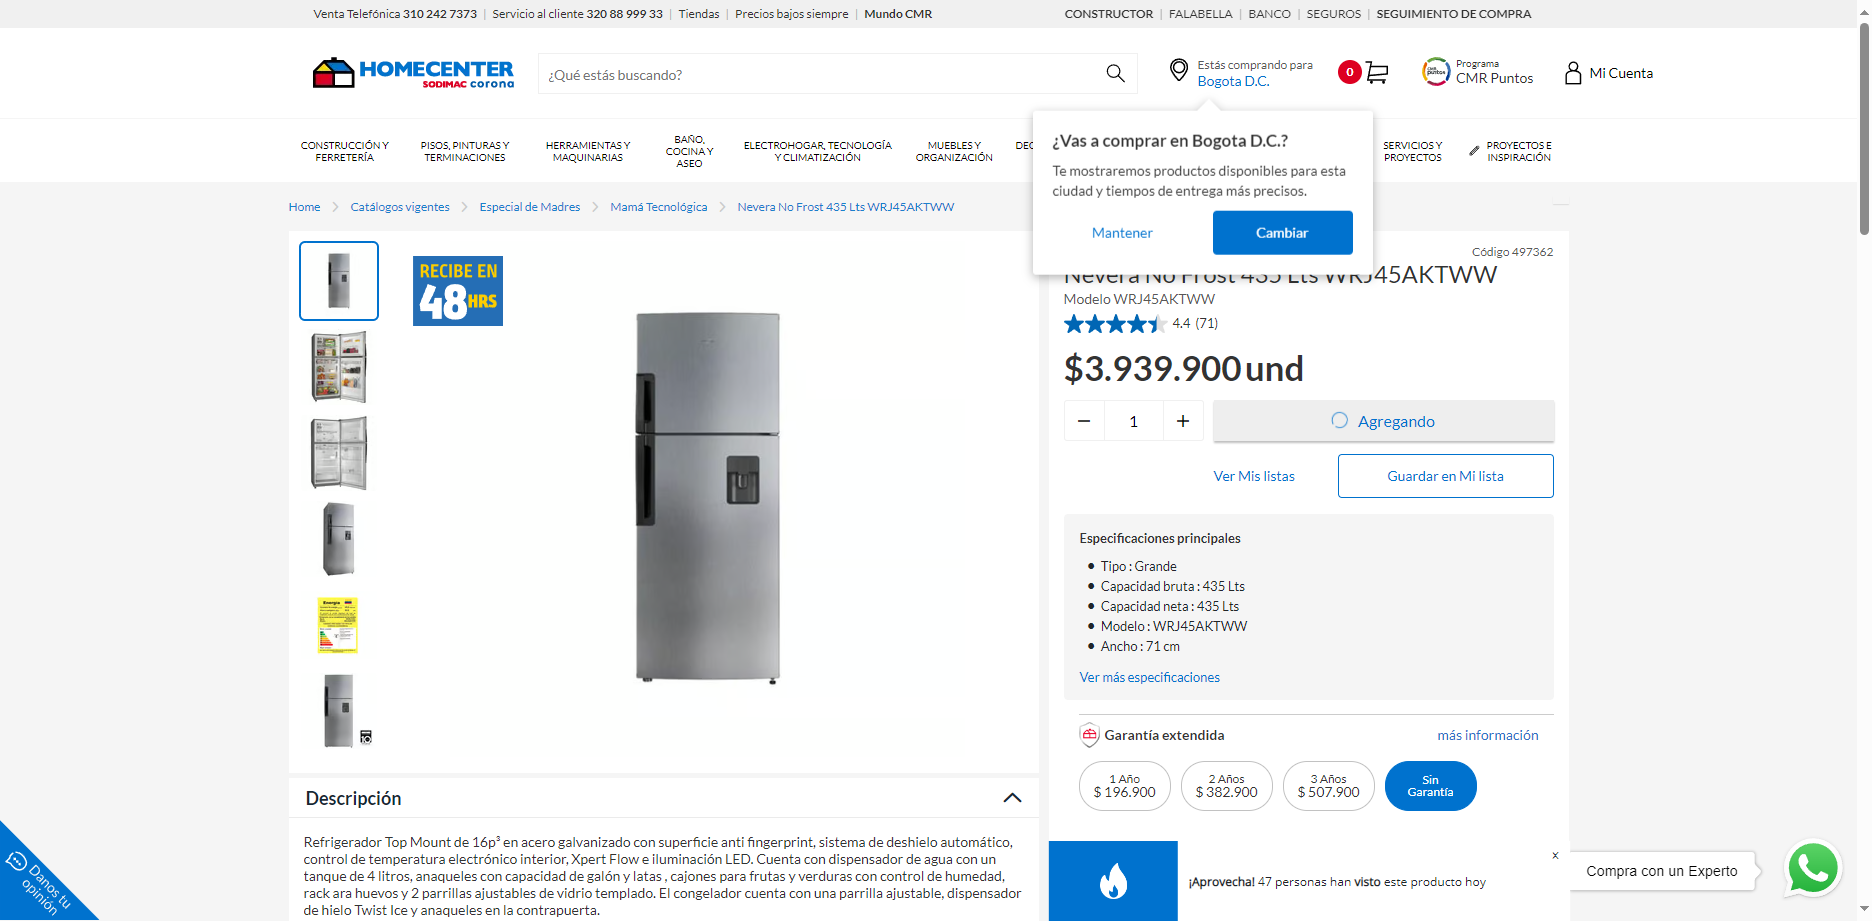 Venta Telefónica 310 242 7373 | Servicio al cliente 320 88 999 33 | Tiendas | Precios bajos siempre | Mundo CMR
CONSTRUCTOR | FALABELLA | BANCO | SEGUROS | SEGUIMIENTO DE COMPRA
HOMECENTER
SODIMAC corona
¿Qué estás buscando?
Estás comprando para
Bogota D.C.
0
Programa
CMR Puntos
Mi Cuenta
CONSTRUCCIÓN Y
FERRETERÍA
PISOS, PINTURAS Y
TERMINACIONES
HERRAMIENTAS Y
MAQUINARIAS
BAÑO,
COCINA Y
ASEO
ELECTROHOGAR, TECNOLOGÍA
Y CLIMATIZACIÓN
MUEBLES Y
ORGANIZACIÓN
SERVICIOS Y
PROYECTOS
PROYECTOS E
INSPIRACIÓN
¿Vas a comprar en Bogota D.C.?
Te mostraremos productos disponibles para esta
ciudad y tiempos de entrega más precisos.
Mantener
Cambiar
Home
Catálogos vigentes
Especial de Madres
Mamá Tecnológica
Nevera No Frost 435 Lts WRJ45AKTWW
RECIBE EN
48HRS
Código 497362
Nevera No Frost 435 Lts WRJ45AKTWW
Modelo WRJ45AKTWW
4.4 (71)
$3.939.900 und
− 1 +
Agregando
Ver Mis listas
Guardar en Mi lista
Especificaciones principales
• Tipo : Grande
• Capacidad bruta : 435 Lts
• Capacidad neta : 435 Lts
• Modelo : WRJ45AKTWW
• Ancho : 71 cm
Ver más especificaciones
Garantía extendida
más información
1 Año
$ 196.900
2 Años
$ 382.900
3 Años
$ 507.900
Sin
Garantía
Energía
10
Descripción
Refrigerador Top Mount de 16p³ en acero galvanizado con superficie anti fingerprint, sistema de deshielo automático,
control de temperatura electrónico interior, Xpert Flow e iluminación LED. Cuenta con dispensador de agua con un
tanque de 4 litros, anaqueles con capacidad de galón y latas , cajones para frutas y verduras con control de humedad,
rack ara huevos y 2 parrillas ajustables de vidrio templado. El congelador cuenta con una parrilla ajustable, dispensador
de hielo Twist Ice y anaqueles en la contrapuerta.
¡Aprovecha! 47 personas han visto este producto hoy
x
Compra con un Experto
Danos tu
opinión